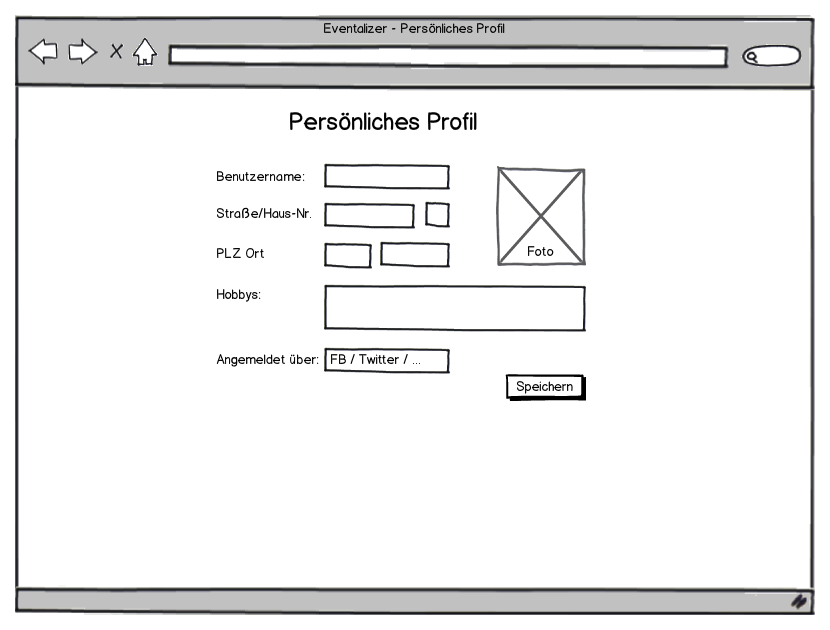 Eventalizer - Persönliches Profil
Persönliches Profil
Benutzername:
Straße/Haus-Nr.
PLZ Ort
Foto
Hobbys:
Angemeldet über: FB / Twitter / ...
Speichern